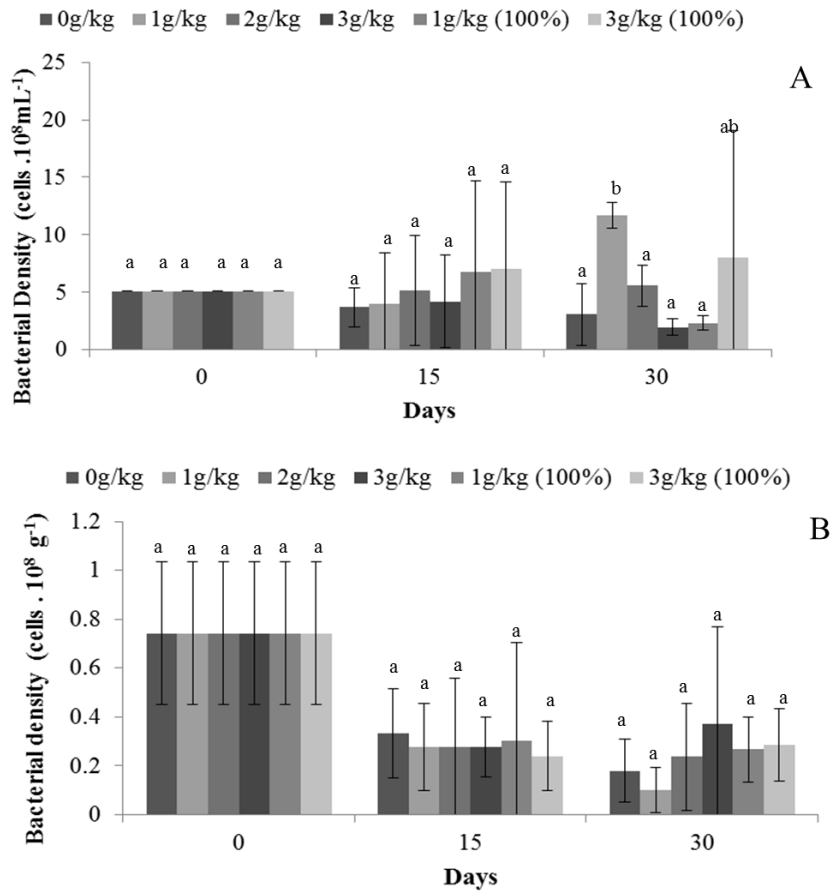 0g/kg 1g/kg 2g/kg 3g/kg 1g/kg (100%) 3g/kg (100%)
A
Bacterial Density (cells .10⁸mL⁻¹)
25
20
15
10
5
0
a a a a a a
a a a a a a
a b a a a ab
0 15 30
Days
0g/kg 1g/kg 2g/kg 3g/kg 1g/kg (100%) 3g/kg (100%)
B
Bacterial density (cells . 10⁸ g⁻¹)
1.2
1
0.8
0.6
0.4
0.2
0
a a a a a a
a a a a a a
a a a a a a
0 15 30
Days